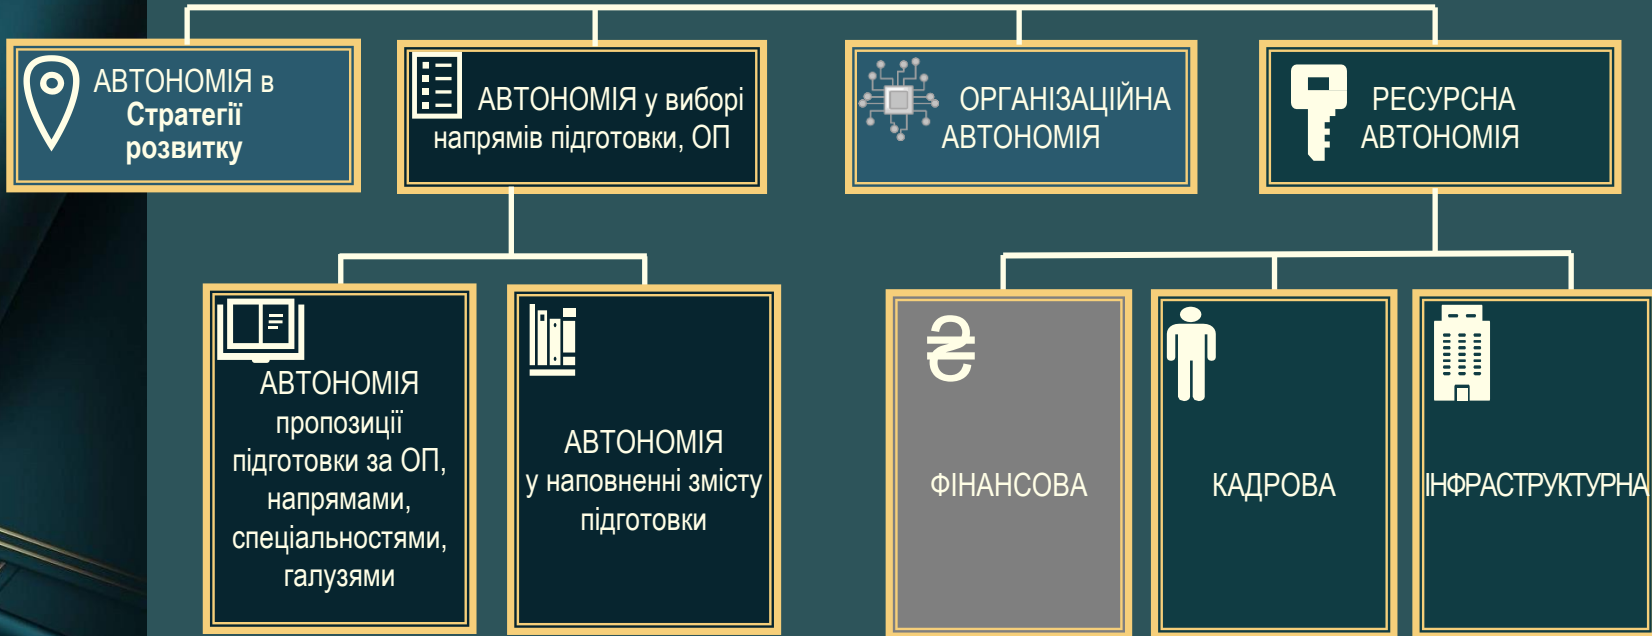 АВТОНОМІЯ в
Стратегії
розвитку
АВТОНОМІЯ у виборі
напрямів підготовки, ОП
ОРГАНІЗАЦІЙНА
АВТОНОМІЯ
РЕСУРСНА
АВТОНОМІЯ
АВТОНОМІЯ
пропозиції
підготовки за ОП,
напрямами,
спеціальностями,
галузями
АВТОНОМІЯ
у наповненні змісту
підготовки
₴
ФІНАНСОВА
КАДРОВА
ІНФРАСТРУКТУРНА